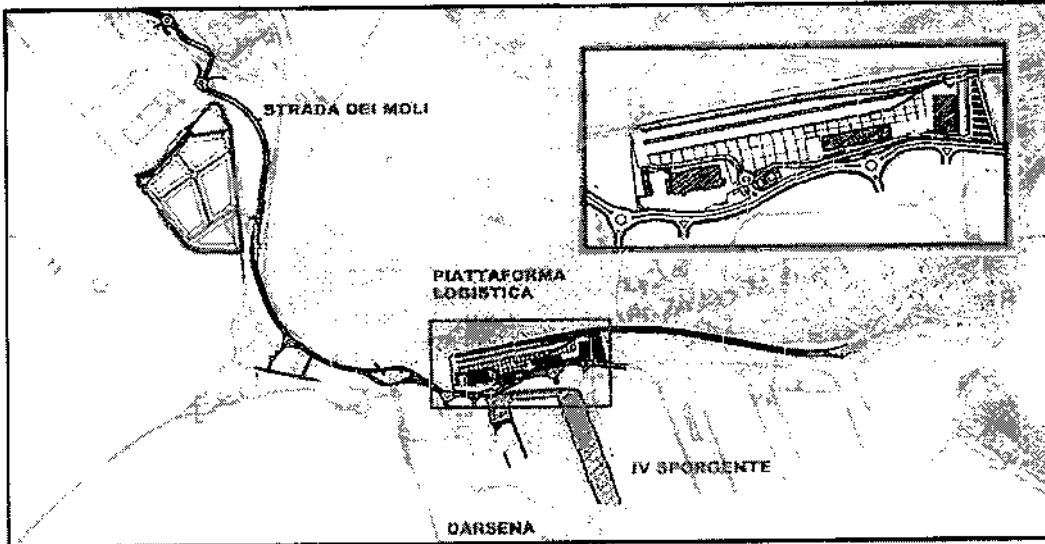 STRADA DEI MOLI
PIATTAFORMA
LOGISTICA
IV SPORGENTE
DARSENA